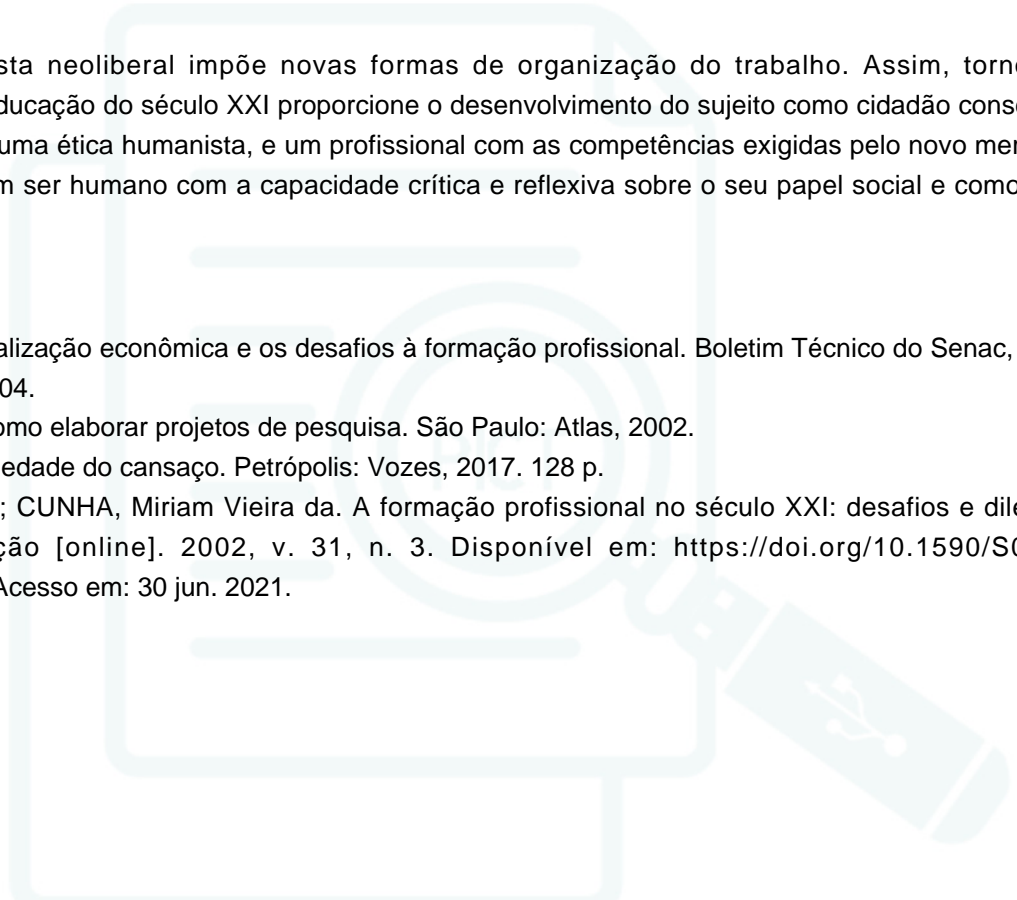 sta neoliberal impõe novas formas de organização do trabalho. Assim, torn
ducação do século XXI proporcione o desenvolvimento do sujeito como cidadão cons
uma ética humanista, e um profissional com as competências exigidas pelo novo mer
m ser humano com a capacidade crítica e reflexiva sobre o seu papel social e como
alização econômica e os desafios à formação profissional. Boletim Técnico do Senac,
04.
omo elaborar projetos de pesquisa. São Paulo: Atlas, 2002.
iedade do cansaço. Petrópolis: Vozes, 2017. 128 p.
; CUNHA, Miriam Vieira da. A formação profissional no século XXI: desafios e dile
ção [online]. 2002, v. 31, n. 3. Disponível em: https://doi.org/10.1590/S0
Acesso em: 30 jun. 2021.